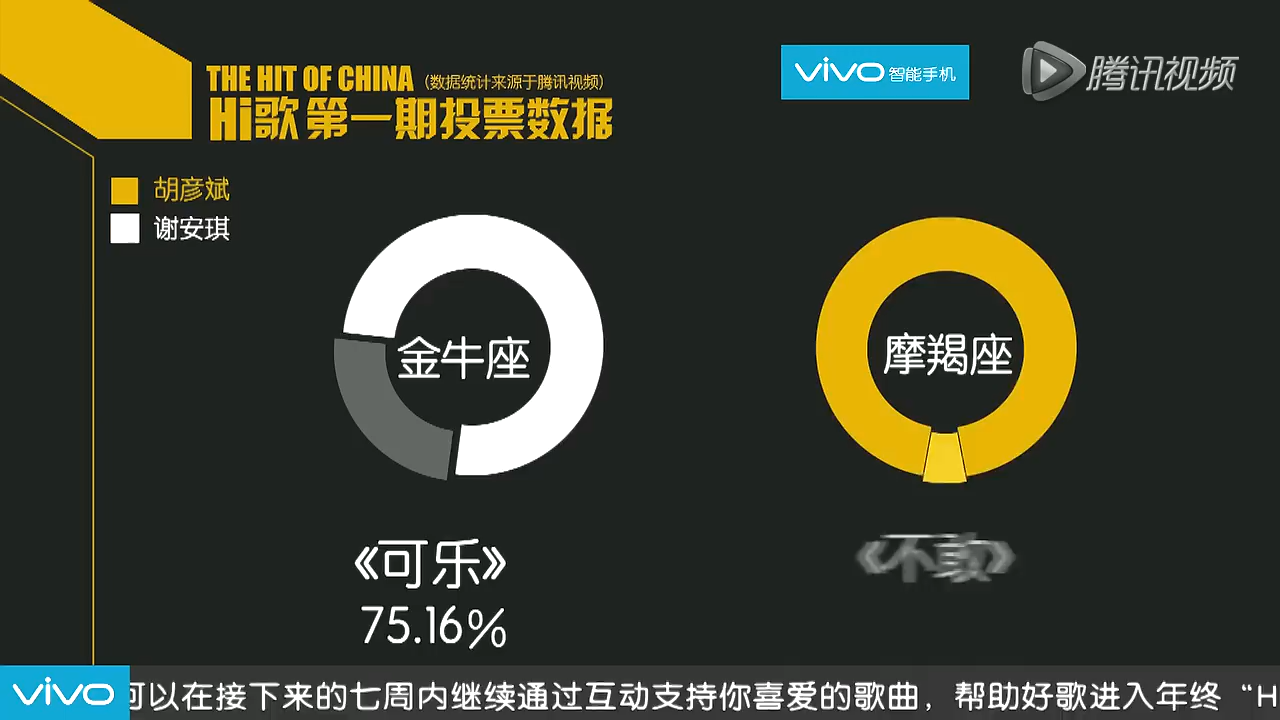 THE HIT OF CHINA (数据统计来源于腾讯视频)
Hi歌第一期投票数据
vivo 智能手机
腾讯视频
胡彦斌
谢安琪
金牛座
摩羯座
《可乐》
75.16%
《不敢》
vivo
可以在接下来的七周内继续通过互动支持你喜爱的歌曲，帮助好歌进入年终“H